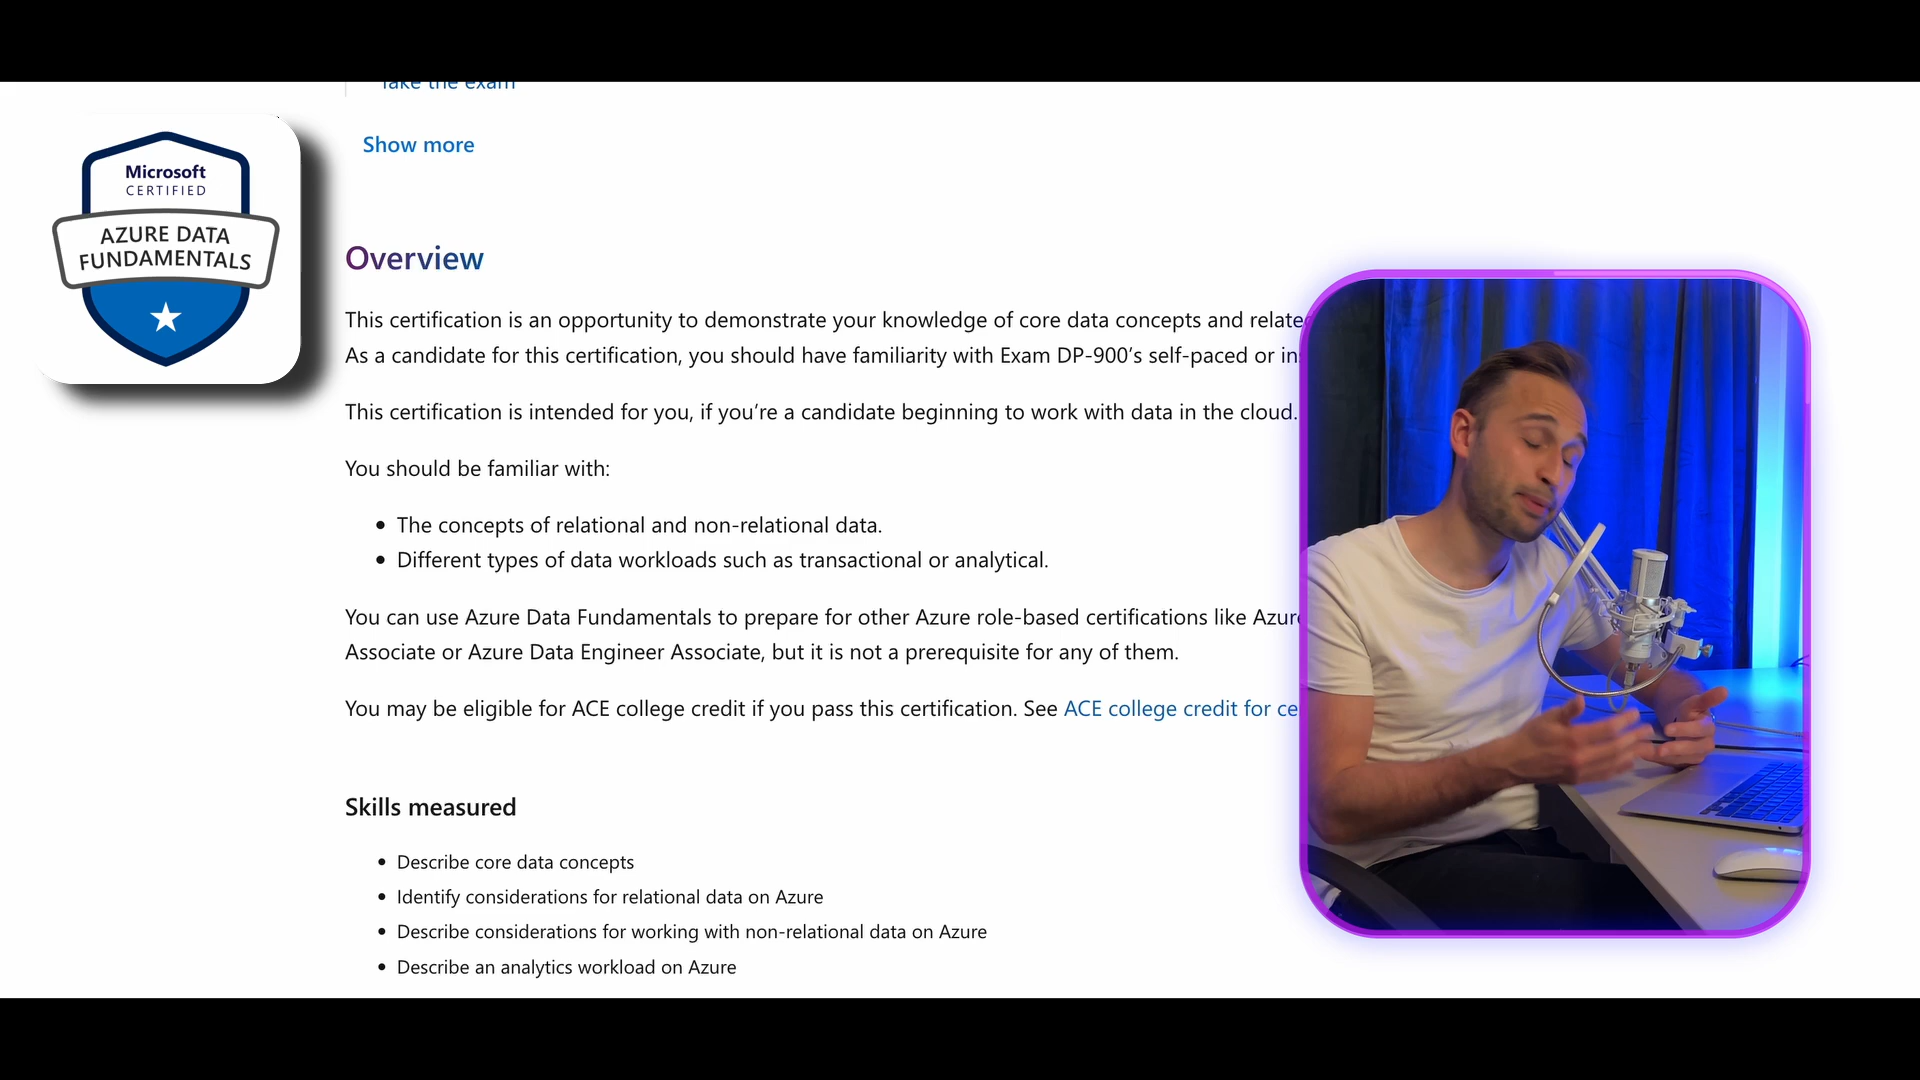 Take the exam
Show more
Microsoft
CERTIFIED
AZURE DATA
FUNDAMENTALS
Overview
This certification is an opportunity to demonstrate your knowledge of core data concepts and
As a candidate for this certification, you should have familiarity with Exam DP-900’s self-paced or
This certification is intended for you, if you’re a candidate beginning to work with data in the cloud.
You should be familiar with:
• The concepts of relational and non-relational data.
• Different types of data workloads such as transactional or analytical.
You can use Azure Data Fundamentals to prepare for other Azure role-based certifications like
Associate or Azure Data Engineer Associate, but it is not a prerequisite for any of them.
You may be eligible for ACE college credit if you pass this certification. See ACE college credit for
Skills measured
• Describe core data concepts
• Identify considerations for relational data on Azure
• Describe considerations for working with non-relational data on Azure
• Describe an analytics workload on Azure